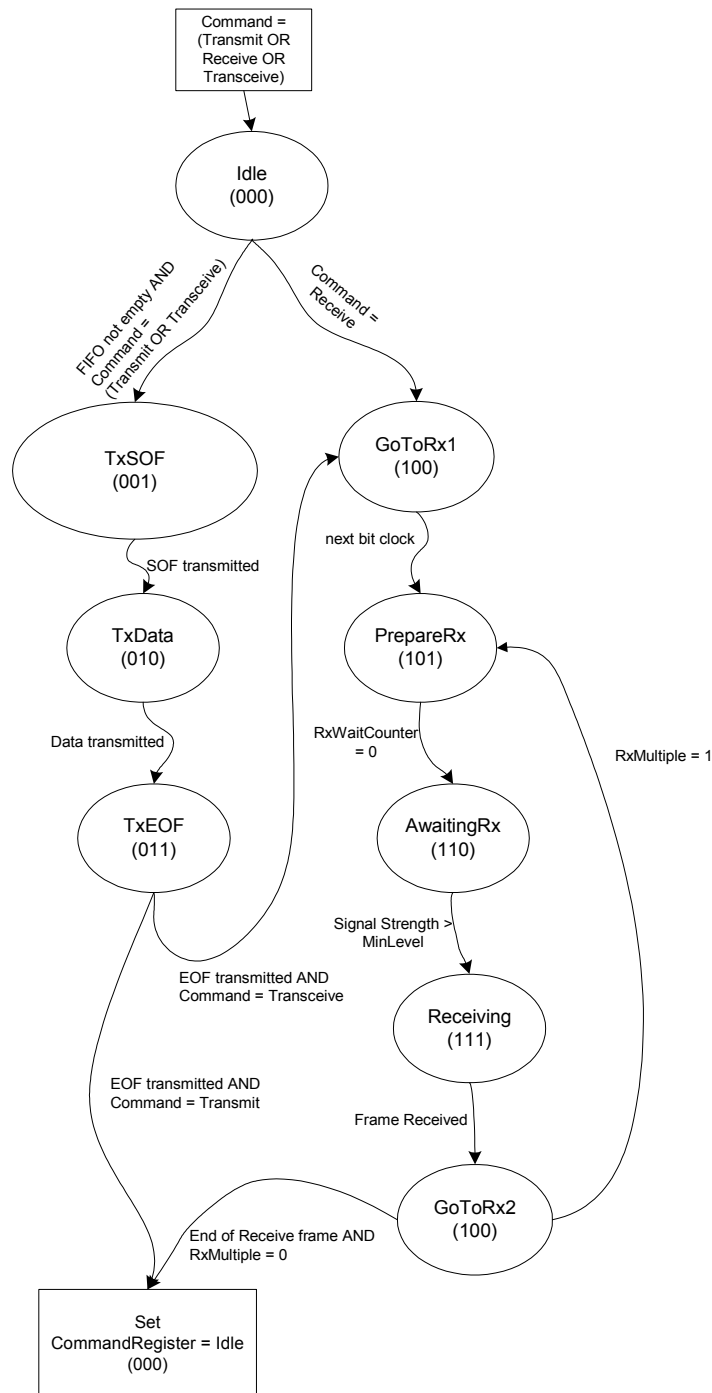 Command =
(Transmit OR
Receive OR
Transceive)
Idle
(000)
FIFO not empty AND
Command =
(Transmit OR Transceive)
Command =
Receive
TxSOF
(001)
GoToRx1
(100)
next bit clock
SOF transmitted
TxData
(010)
PrepareRx
(101)
Data transmitted
RxWaitCounter
= 0
RxMultiple = 1
TxEOF
(011)
AwaitingRx
(110)
Signal Strength >
MinLevel
EOF transmitted AND
Command = Transceive
Receiving
(111)
EOF transmitted AND
Command = Transmit
Frame Received
GoToRx2
(100)
End of Receive frame AND
RxMultiple = 0
Set
CommandRegister = Idle
(000)